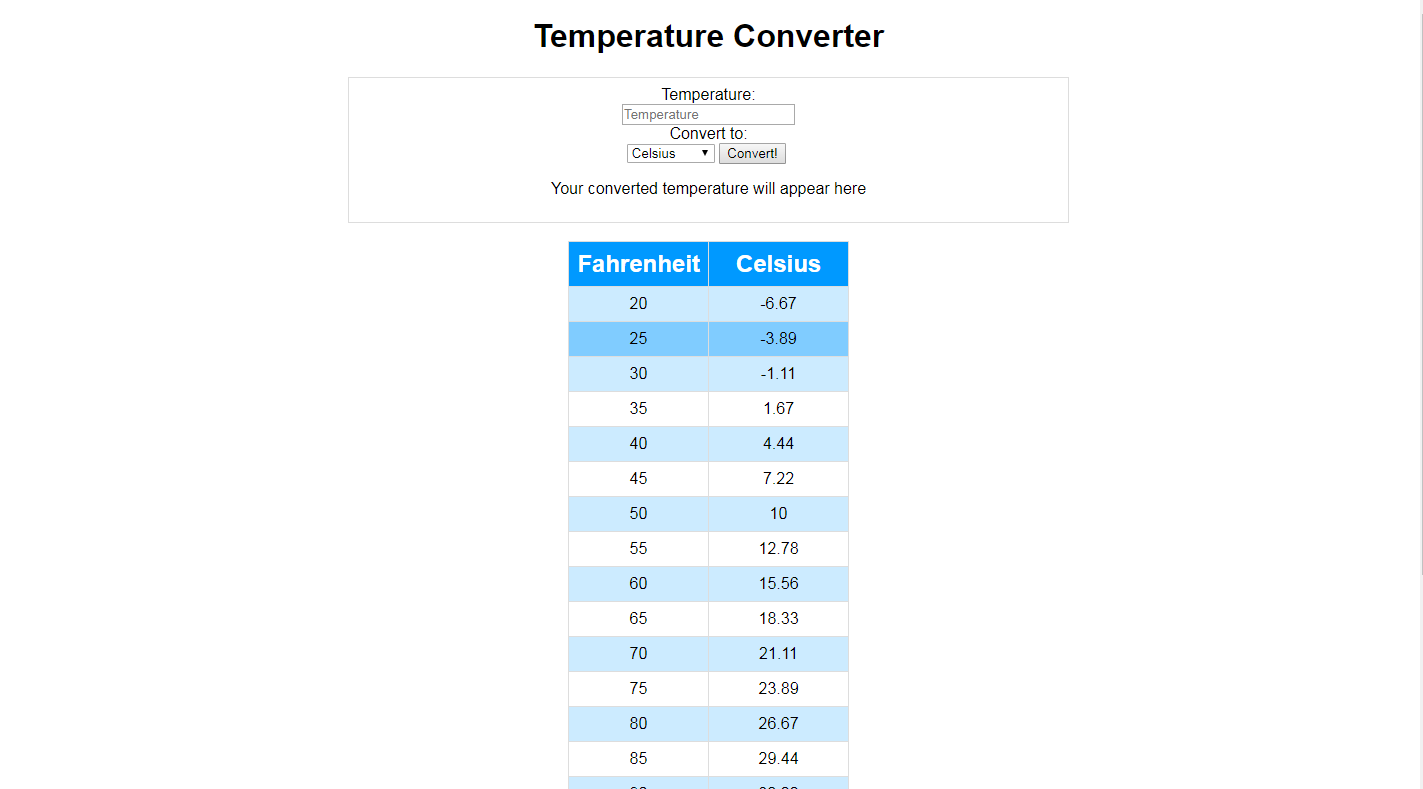 Temperature Converter
Temperature:
Temperature
Convert to:
Celsius Convert!
Your converted temperature will appear here
Fahrenheit Celsius
20 -6.67
25 -3.89
30 -1.11
35 1.67
40 4.44
45 7.22
50 10
55 12.78
60 15.56
65 18.33
70 21.11
75 23.89
80 26.67
85 29.44